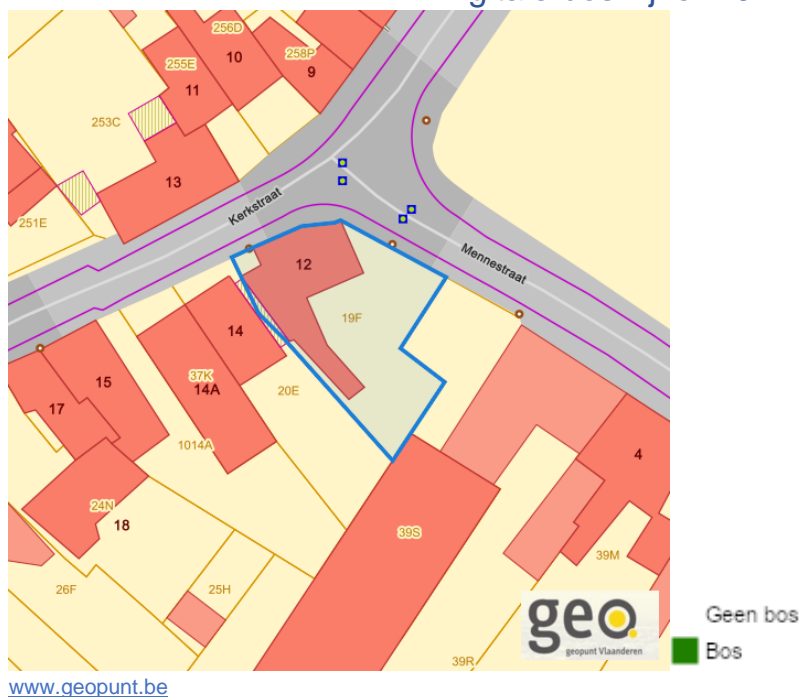 256D
10
258P
9
255E
11
253C
13
251E
Kerkstraat
Mennestraat
12
19F
14
37K
14A
20E
15
17
1014A
24N
18
26F
25H
39S
4
39M
39R
geo.
geopunt Vlaanderen
Geen bos
Bos
www.geopunt.be